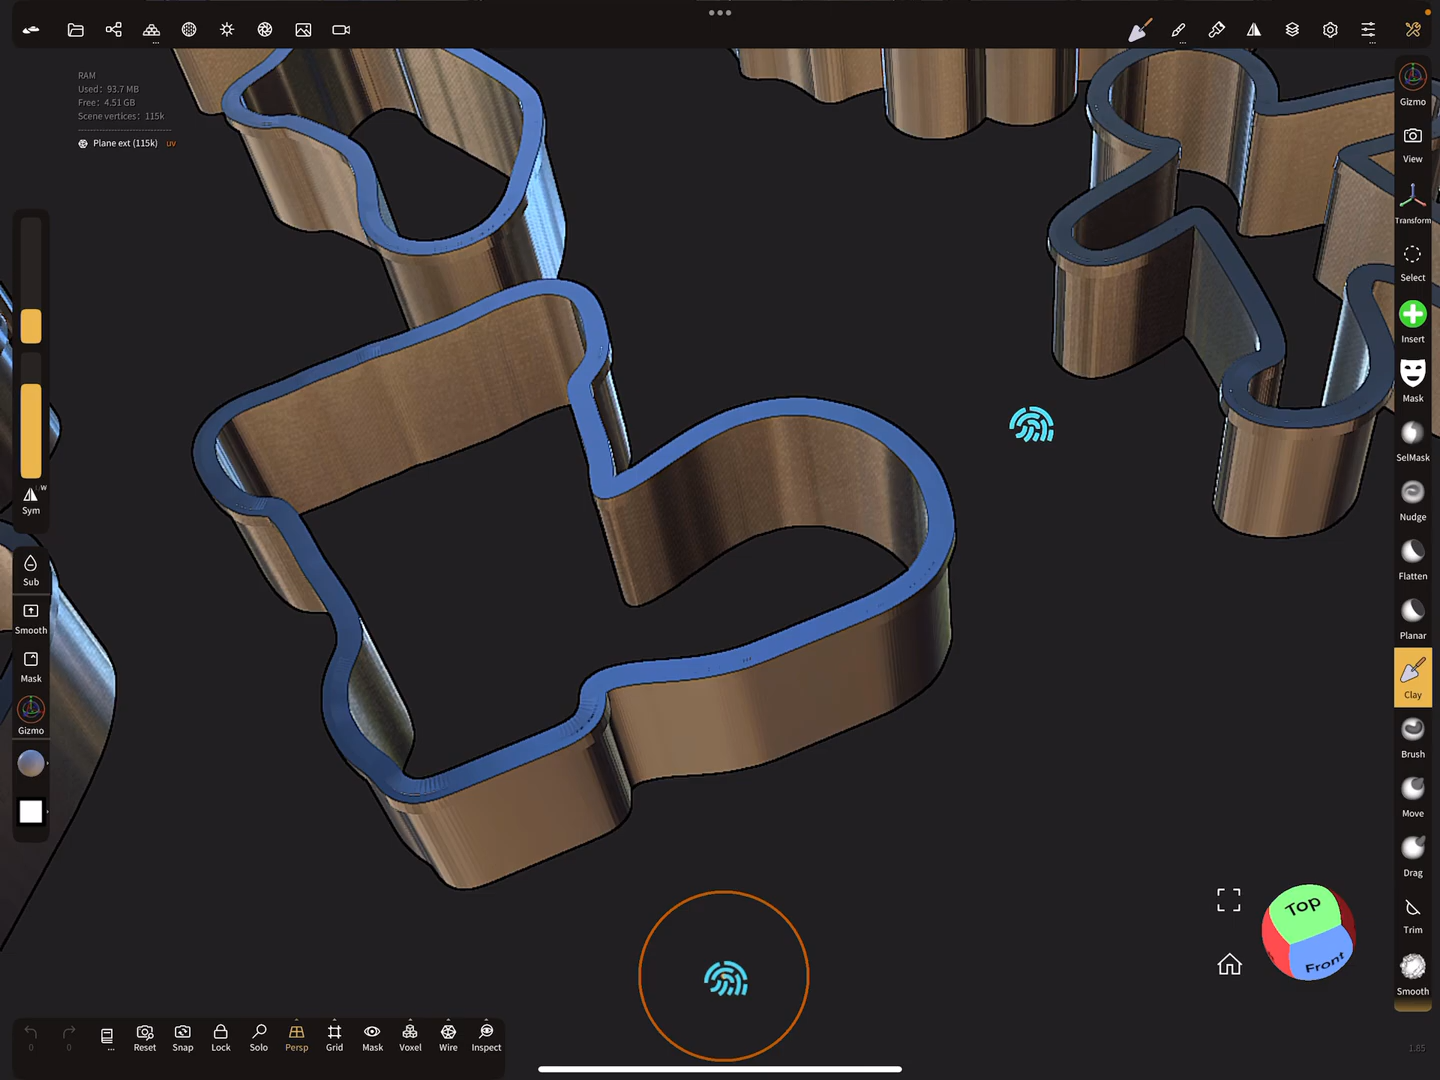 RAM
Used: 93.7 MB
Free: 4.51 GB
Scene vertices: 115k
Plane ext (115k) uv
W
Sym
Sub
Smooth
Mask
Gizmo
Gizmo
View
Transform
Select
Insert
Mask
SelMask
Nudge
Flatten
Planar
Clay
Brush
Move
Drag
Trim
Smooth
Top
Front
0
0
Reset
Snap
Lock
Solo
Persp
Grid
Mask
Voxel
Wire
Inspect
1.85